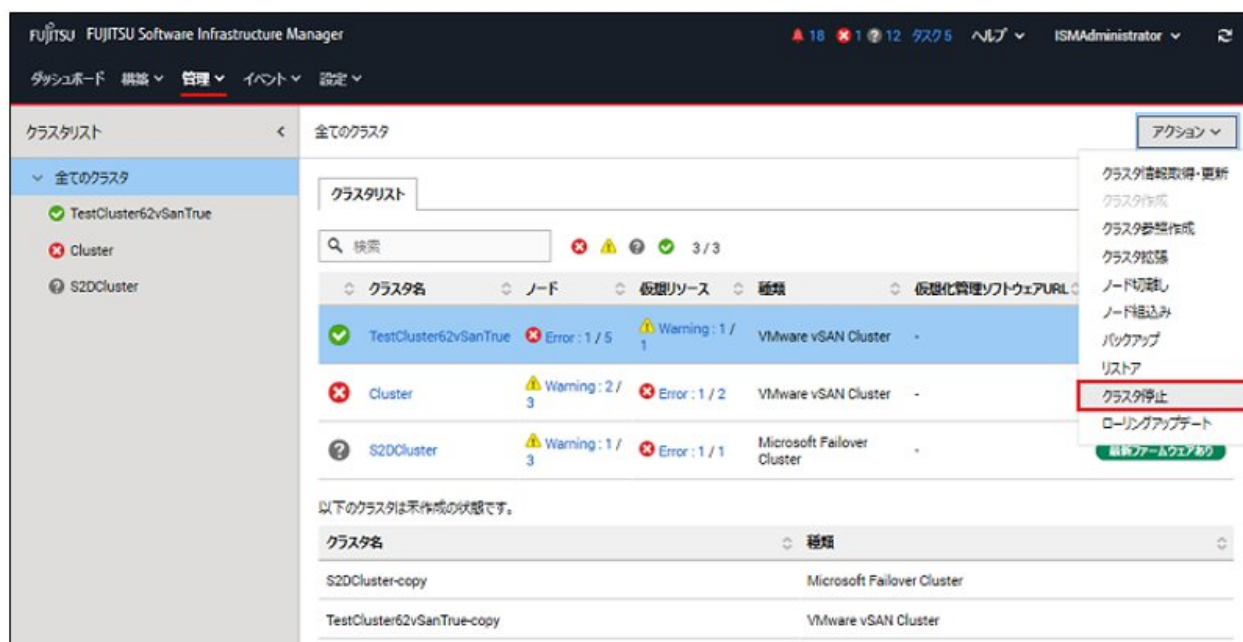 FUJITSU FUJITSU Software Infrastructure Manager
18 1 12 タスク 5 ヘルプ ISMAdministrator
ダッシュボード 構築 管理 イベント 設定
クラスタリスト
全てのクラスタ
TestCluster62vSanTrue
Cluster
S2DCluster
全てのクラスタ
アクション
クラスタ情報取得・更新
クラスタ作成
クラスタ参照作成
クラスタ拡張
ノード切離し
ノード組込み
バックアップ
リストア
クラスタ停止
ローリングアップデート
クラスタリスト
検索
3 / 3
クラスタ名 ノード 仮想リソース 種類 仮想化管理ソフトウェアURL
TestCluster62vSanTrue Error : 1 / 5 Warning : 1 /
1 VMware vSAN Cluster -
Cluster Warning : 2 /
3 Error : 1 / 2 VMware vSAN Cluster -
S2DCluster Warning : 1 /
3 Error : 1 / 1 Microsoft Failover
Cluster - 最新ファームウェアあり
以下のクラスタは未作成の状態です。
クラスタ名 種類
S2DCluster-copy Microsoft Failover Cluster
TestCluster62vSanTrue-copy VMware vSAN Cluster